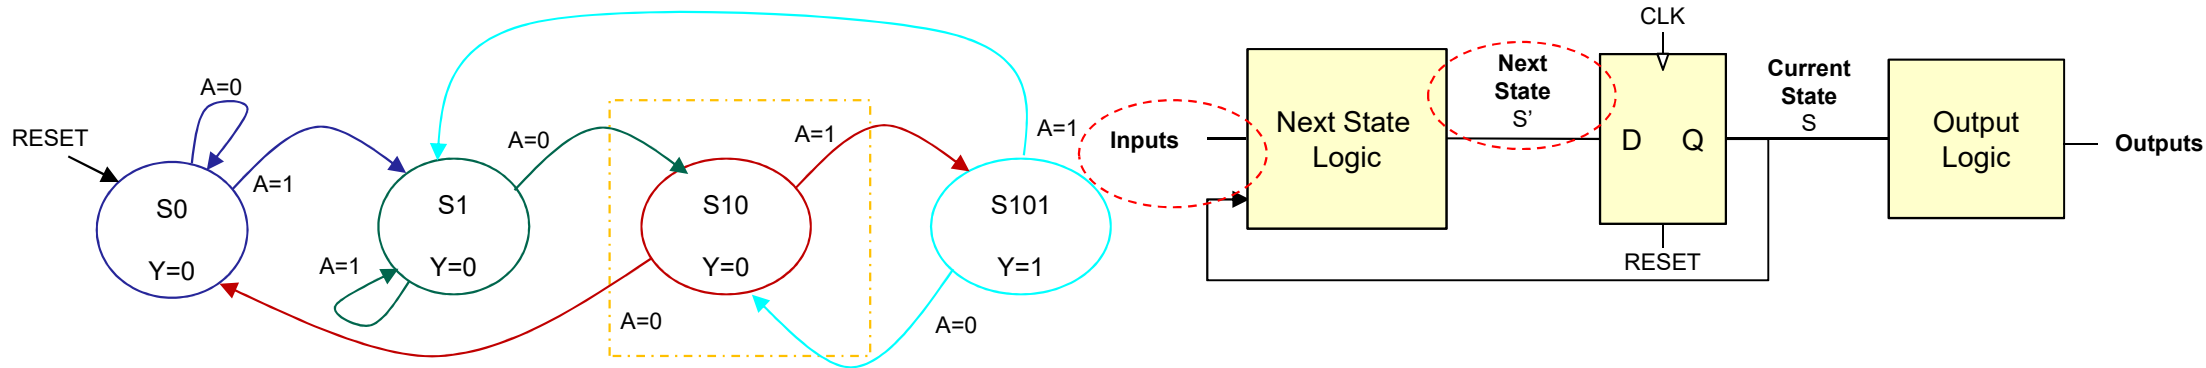 RESET
A=0
A=1
S0
Y=0
A=1
S1
Y=0
A=0
S10
Y=0
A=0
A=1
S101
Y=1
A=1
A=0
Inputs
Next State
Logic
Next
State
S’
CLK
D Q
RESET
Current
State
S
Output
Logic
Outputs